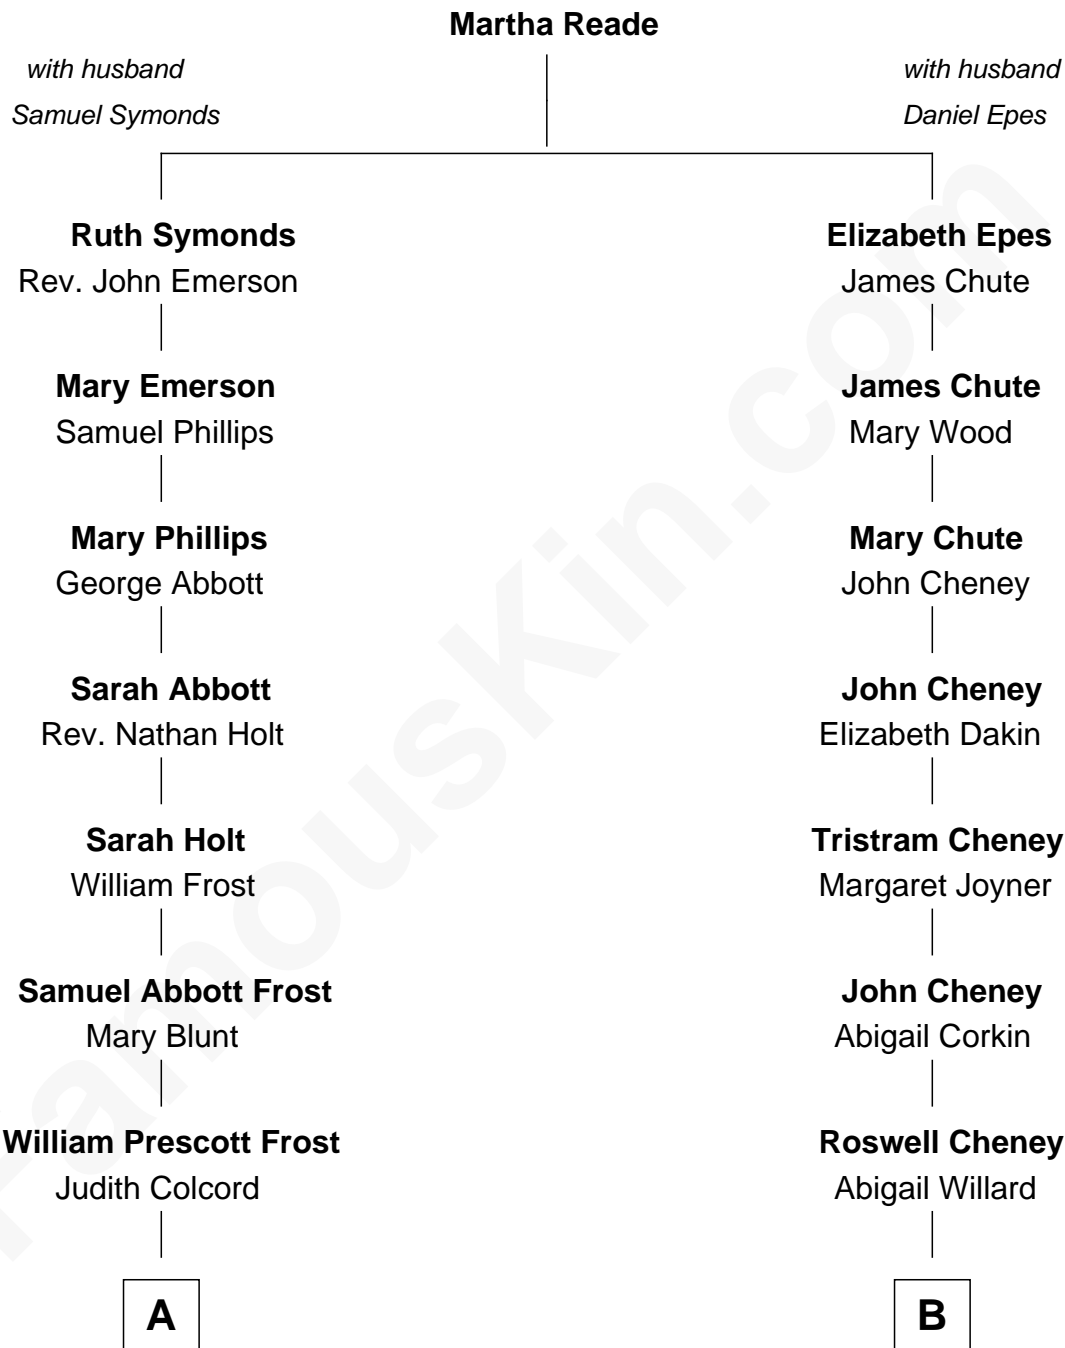 Martha Reade
with husband
Samuel Symonds
with husband
Daniel Epes
Ruth Symonds
Rev. John Emerson
Elizabeth Epes
James Chute
Mary Emerson
Samuel Phillips
James Chute
Mary Wood
Mary Phillips
George Abbott
Mary Chute
John Cheney
Sarah Abbott
Rev. Nathan Holt
John Cheney
Elizabeth Dakin
Sarah Holt
William Frost
Tristram Cheney
Margaret Joyner
Samuel Abbott Frost
Mary Blunt
John Cheney
Abigail Corkin
William Prescott Frost
Judith Colcord
Roswell Cheney
Abigail Willard
A
B
FamousKin.com